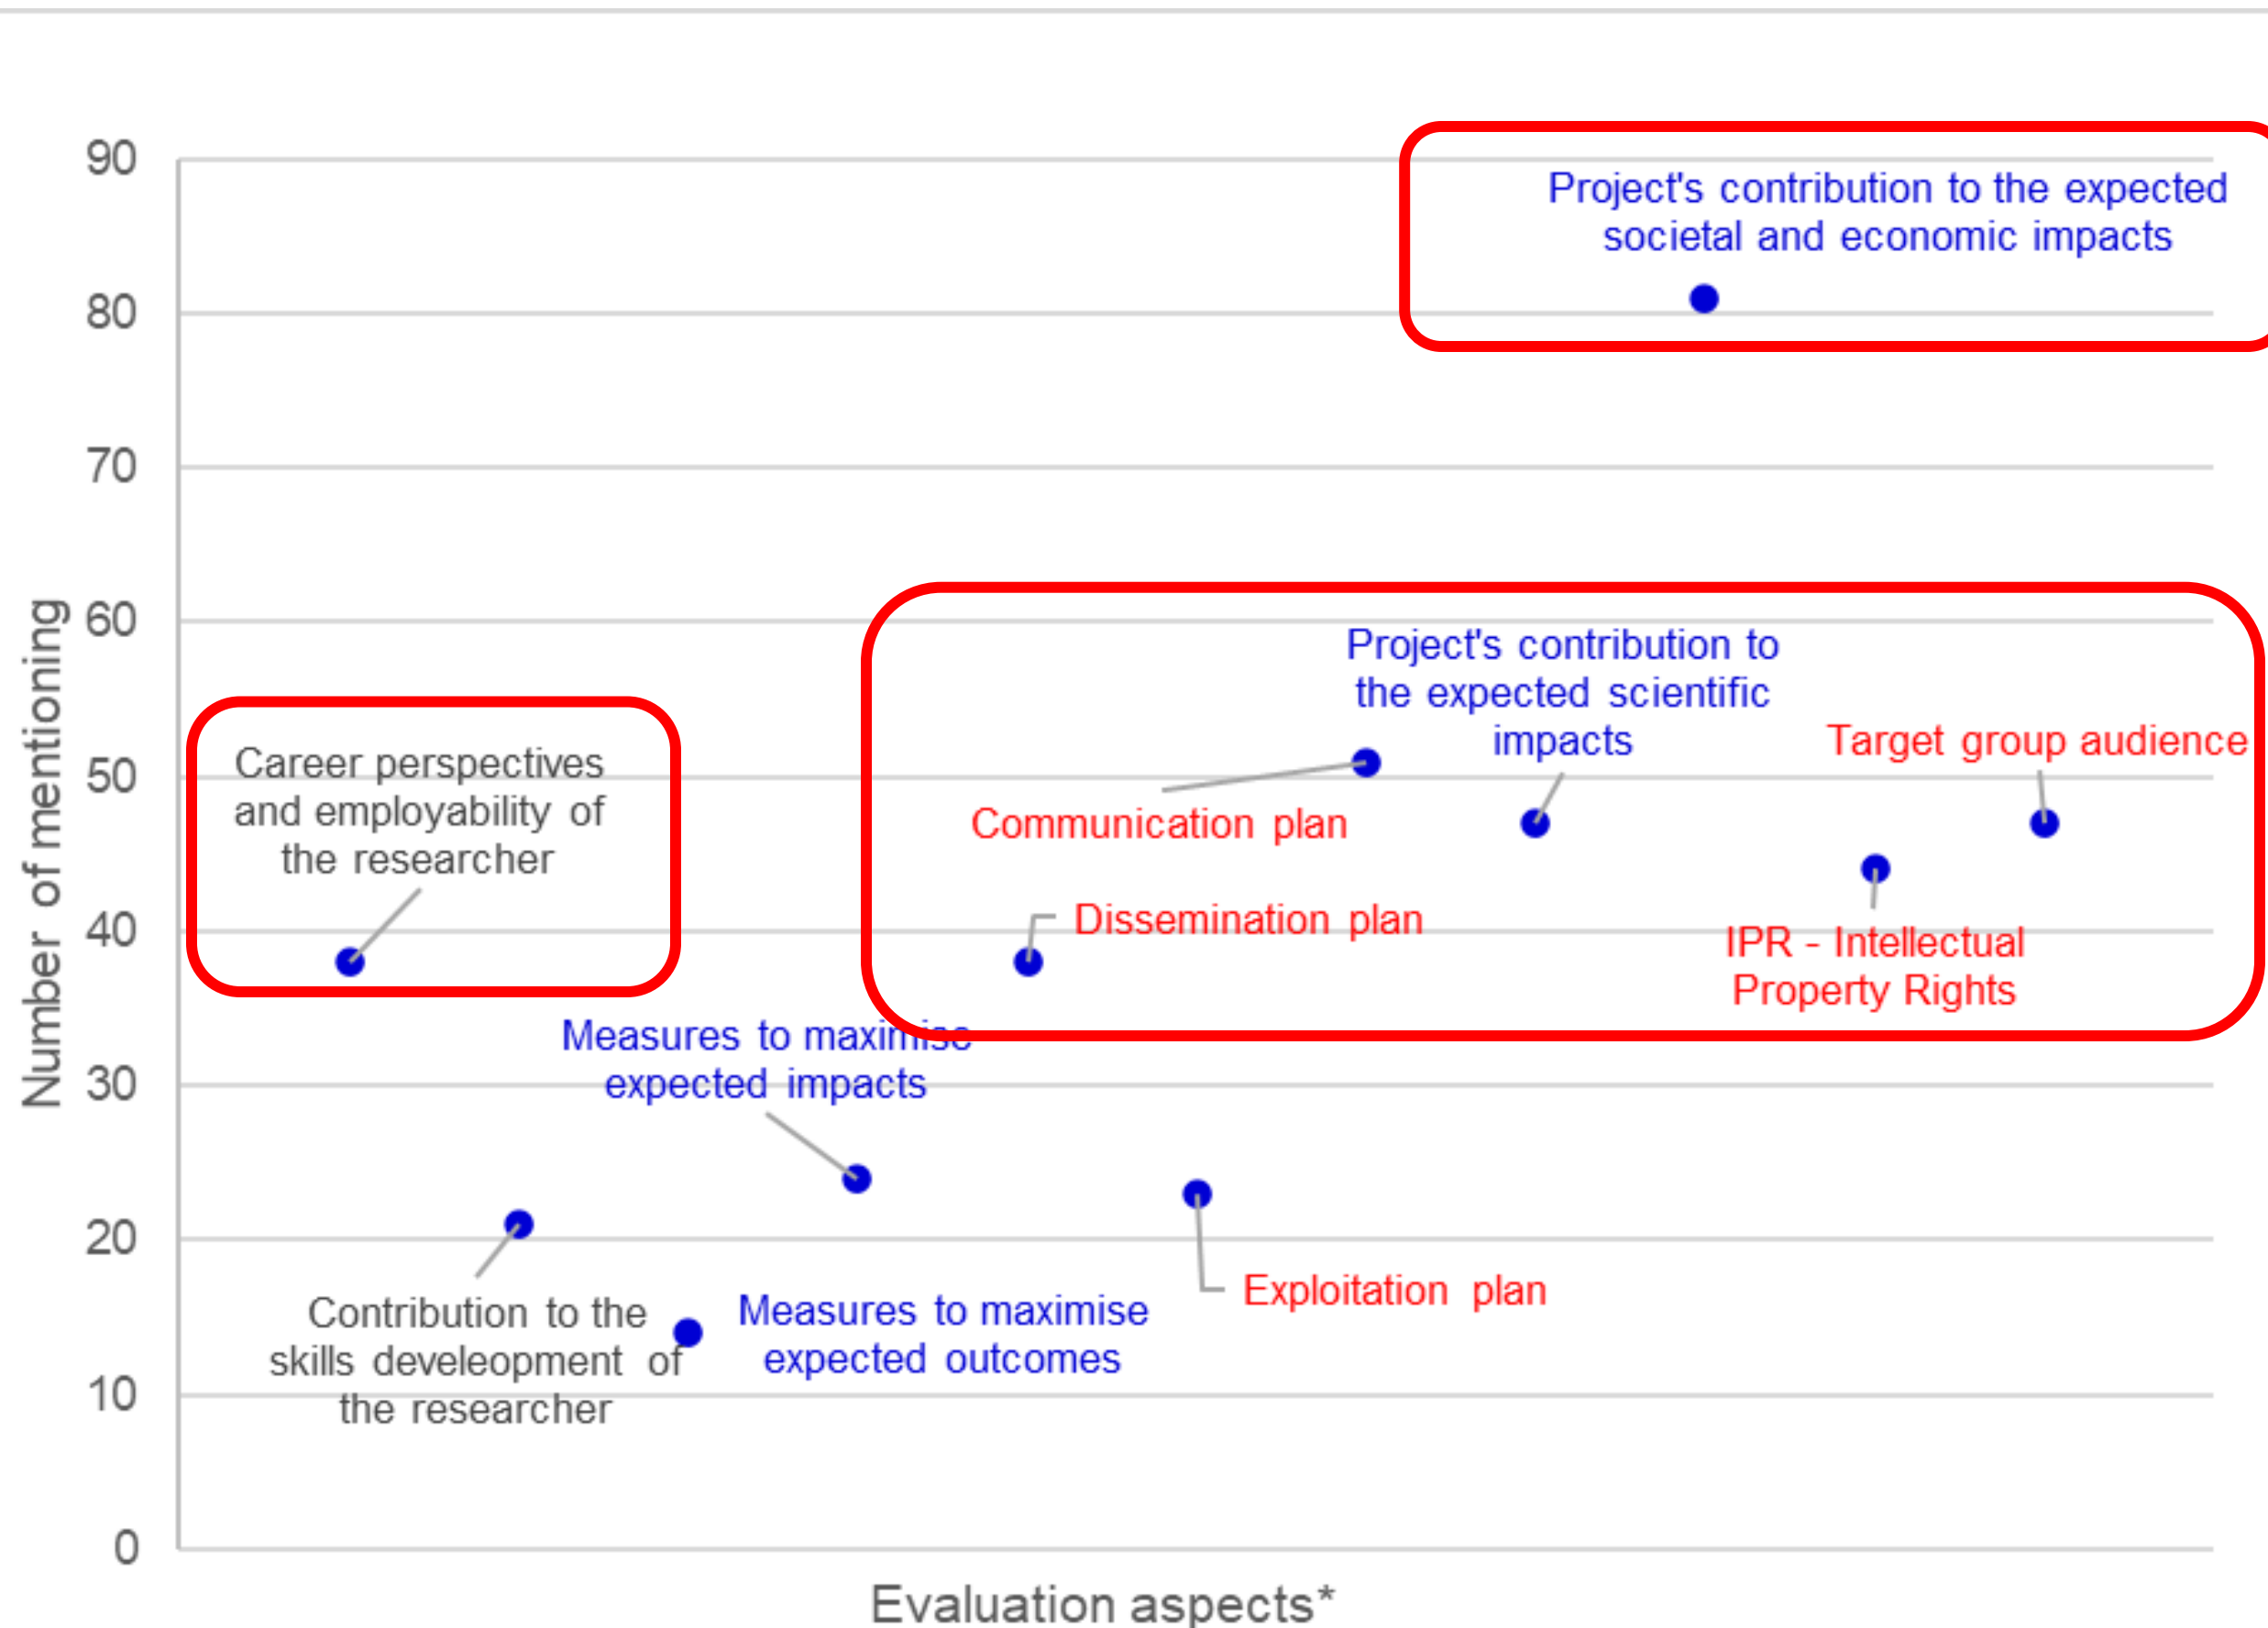 90
Project's contribution to the expected
societal and economic impacts
80
70
60
Project's contribution to
the expected scientific
impacts
Target group audience
Career perspectives
and employability of
the researcher
50
Communication plan
Dissemination plan
40
IPR - Intellectual
Property Rights
Number of mentioning
Measures to maximise
expected impacts
30
20
Exploitation plan
Contribution to the
skills develeopment of
the researcher
Measures to maximise
expected outcomes
10
0
Evaluation aspects*